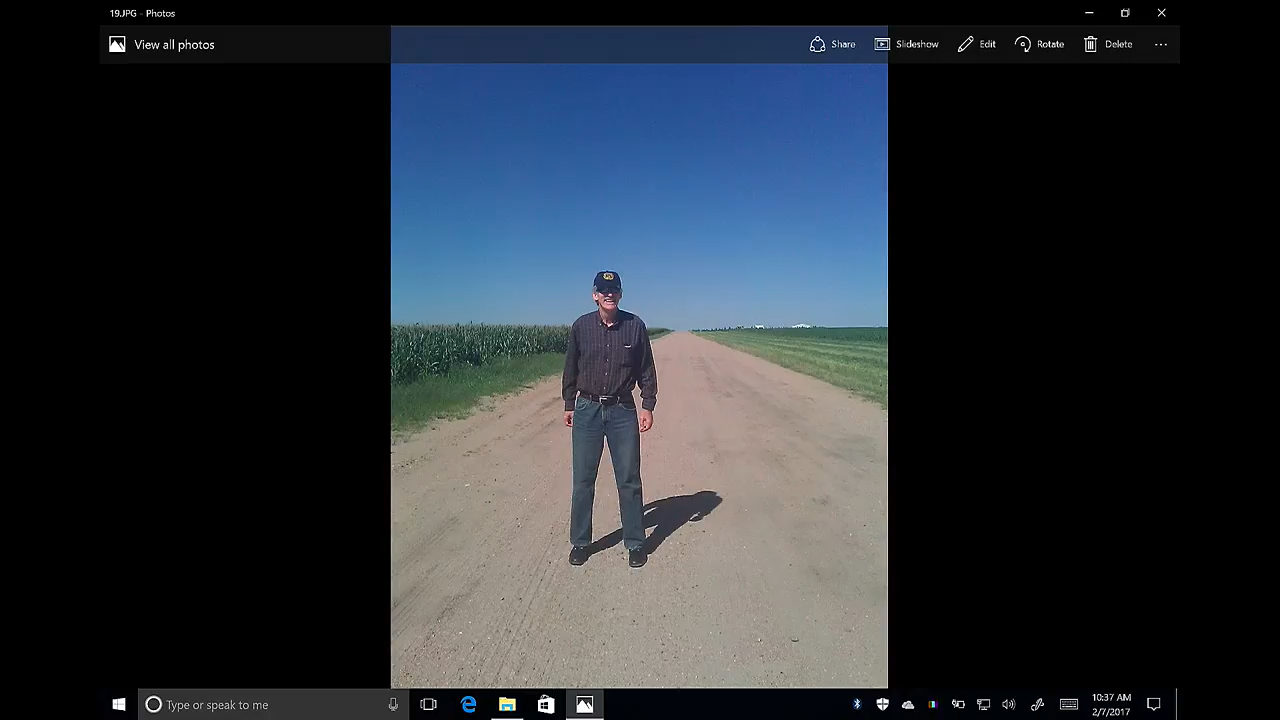 19.JPG - Photos
View all photos
Share
Slideshow
Edit
Rotate
Delete
Type or speak to me
10:37 AM
2/7/2017